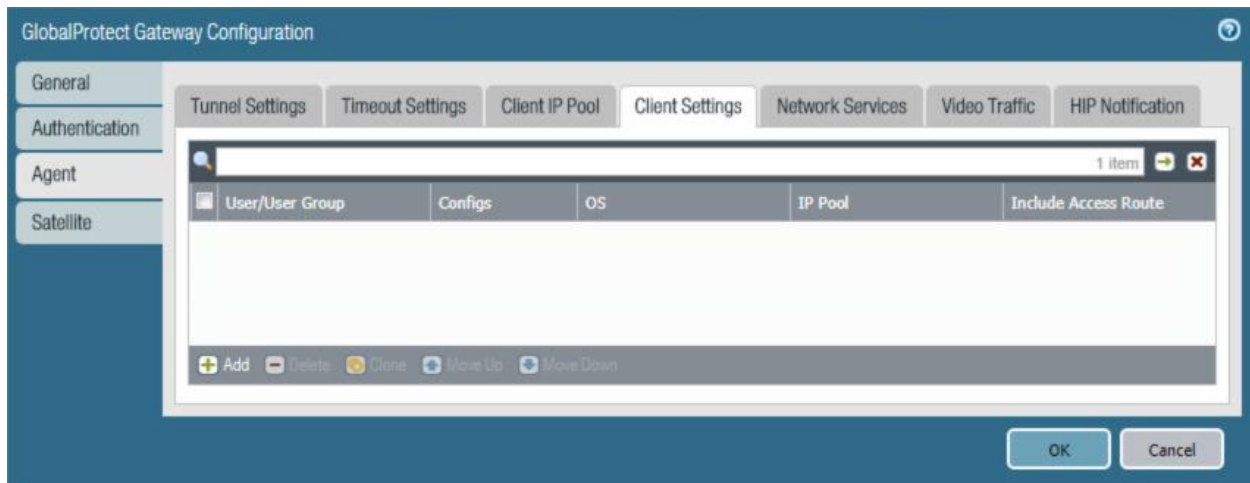 GlobalProtect Gateway Configuration
General
Authentication
Agent
Satellite
Tunnel Settings Timeout Settings Client IP Pool Client Settings Network Services Video Traffic HIP Notification
1 item
User/User Group Configs OS IP Pool Include Access Route
Add Delete Clone Move Up Move Down
OK Cancel